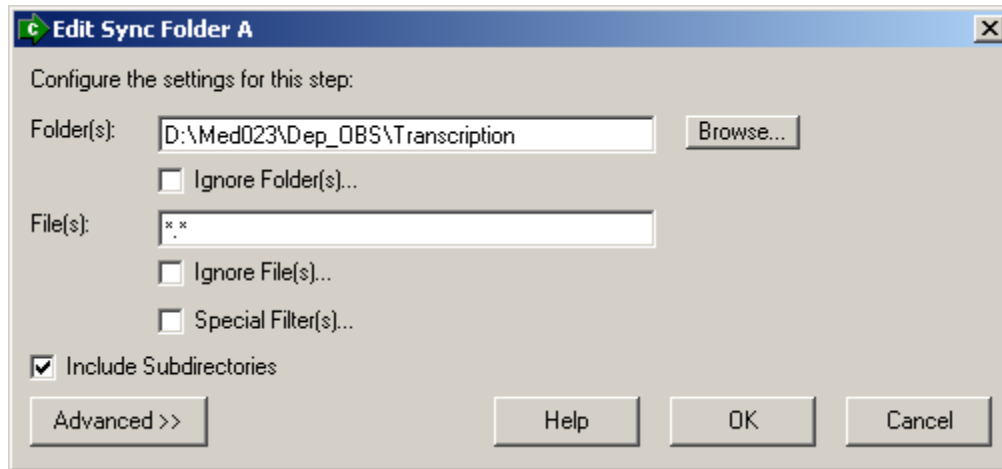 Edit Sync Folder A
Configure the settings for this step:
Folder(s): D:\Med023\Dep_OBS\Transcription Browse...
Ignore Folder(s)...
File(s): *.*
Ignore File(s)...
Special Filter(s)...
Include Subdirectories
Advanced >> Help OK Cancel